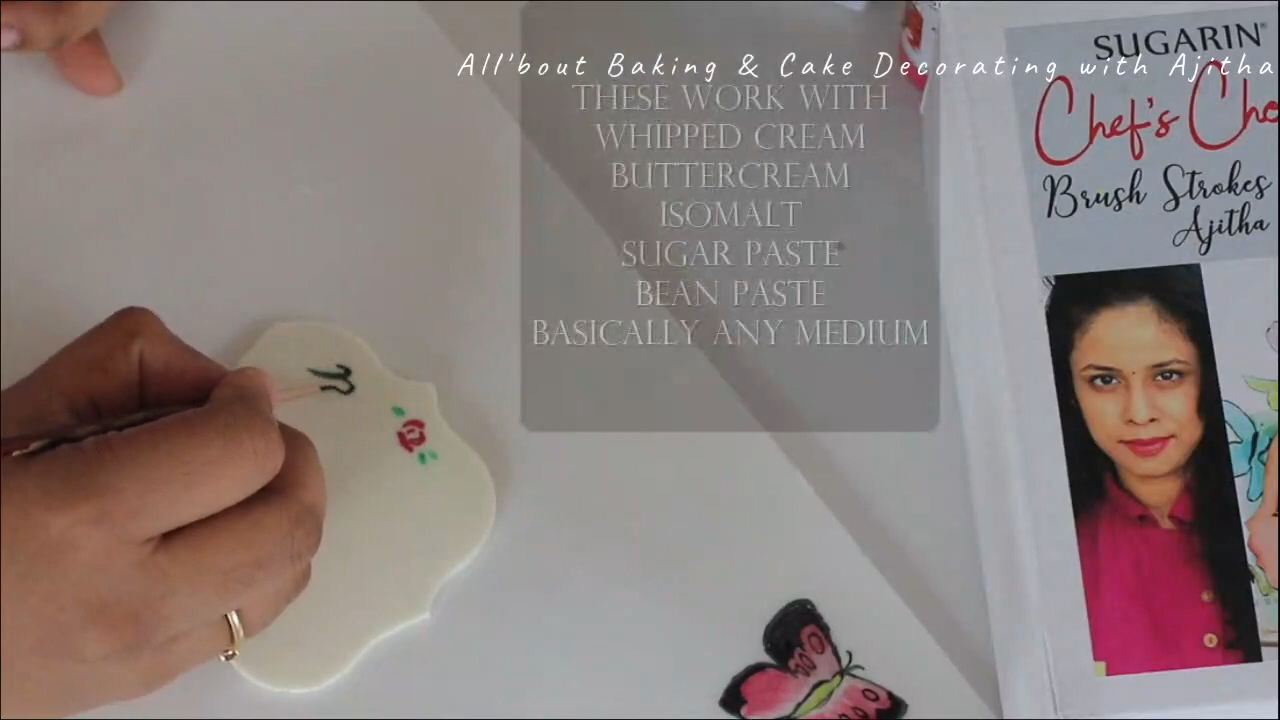 All'bout Baking & Cake Decorating with Ajitha
THESE WORK WITH
WHIPPED CREAM
BUTTERCREAM
ISOMALT
SUGAR PASTE
BEAN PASTE
BASICALLY ANY MEDIUM
SUGARIN®
Chef's Cho
Brush Strokes
Ajitha